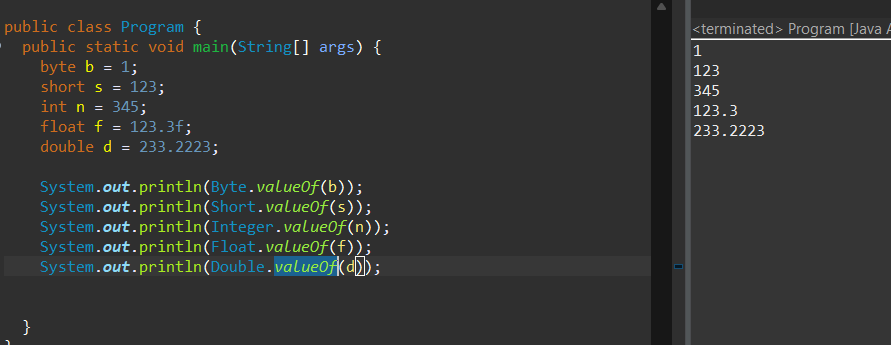 public class Program {
public static void main(String[] args) {
byte b = 1;
short s = 123;
int n = 345;
float f = 123.3f;
double d = 233.2223;
System.out.println(Byte.valueOf(b));
System.out.println(Short.valueOf(s));
System.out.println(Integer.valueOf(n));
System.out.println(Float.valueOf(f));
System.out.println(Double.valueOf(d));
}
<terminated> Program [Java A
1
123
345
123.3
233.2223